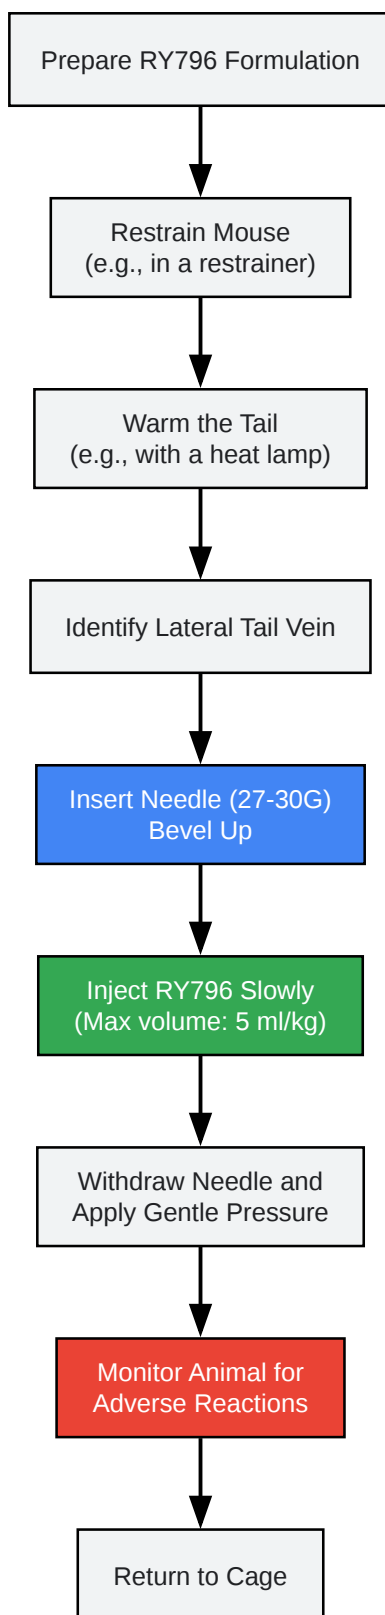 Prepare RY796 Formulation
Restrain Mouse
(e.g., in a restrainer)
Warm the Tail
(e.g., with a heat lamp)
Identify Lateral Tail Vein
Insert Needle (27-30G)
Bevel Up
Inject RY796 Slowly
(Max volume: 5 ml/kg)
Withdraw Needle and
Apply Gentle Pressure
Monitor Animal for
Adverse Reactions
Return to Cage